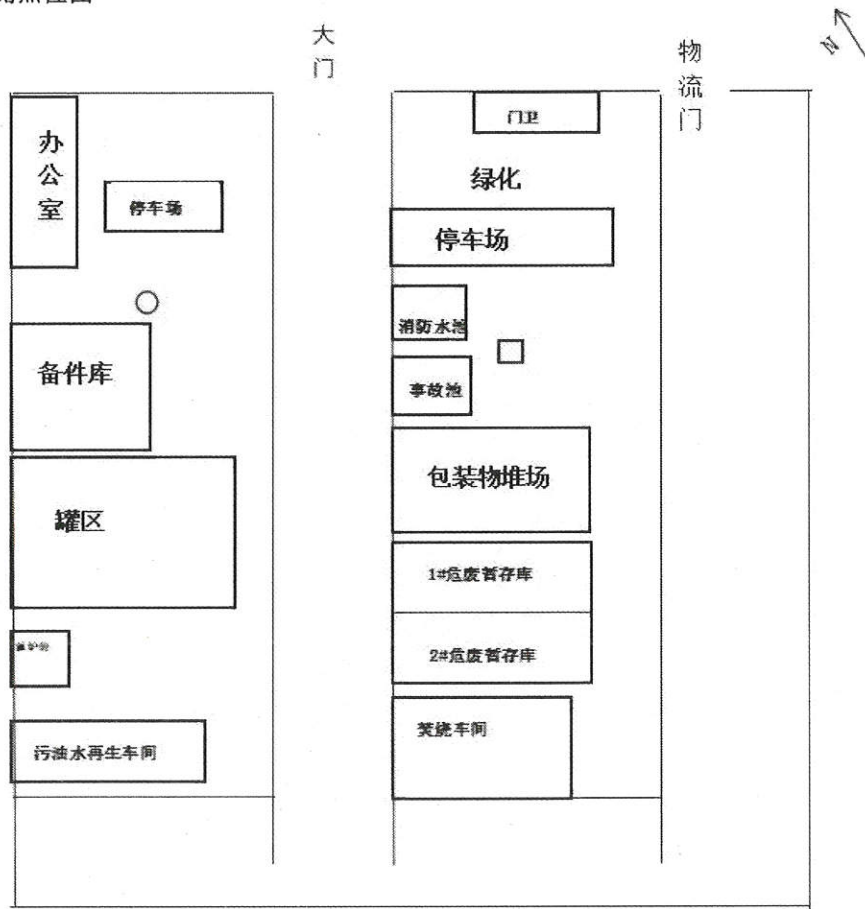 大门
物流门
N
门卫
办公室
绿化
停车场
停车场
消防水池
备件库
事故池
包装物堆场
罐区
1#危废暂存库
2#危废暂存库
焚烧车间
污油水再生车间